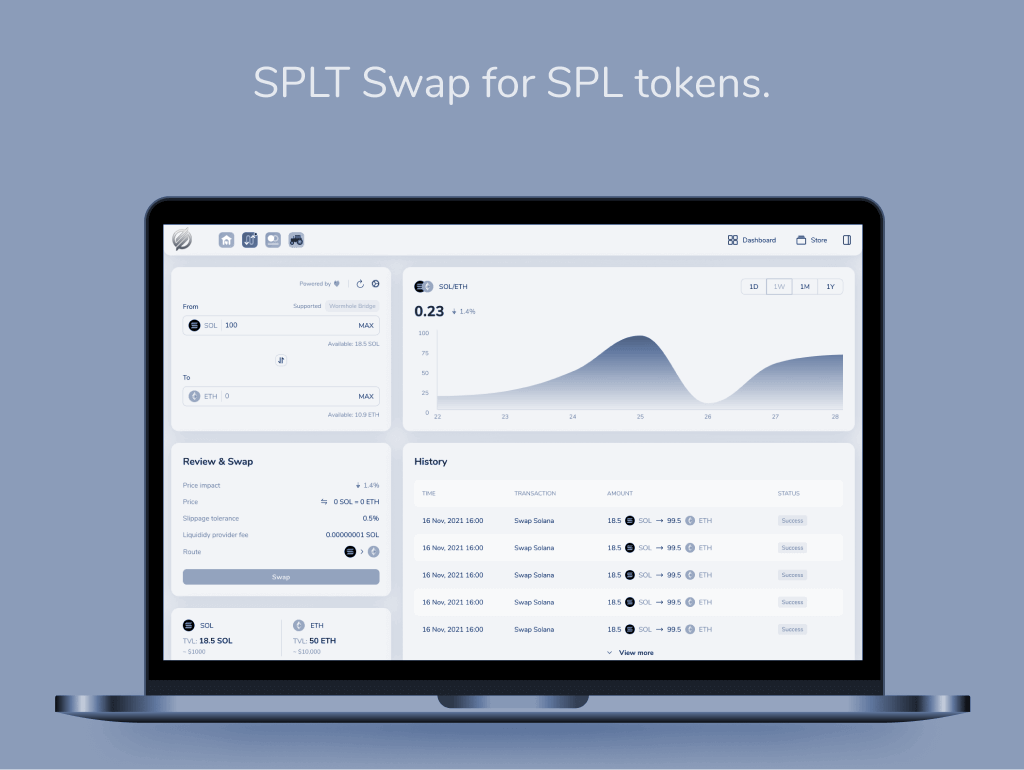 SPLT Swap for SPL tokens.
Dashboard
Store
Powered by
From
Supported Wormhole Bridge
SOL 100 MAX
Available: 18.5 SOL
To
ETH 0 MAX
Available: 10.9 ETH
SOL/ETH
1D 1W 1M 1Y
0.23 1.4%
100
75
50
25
0
22 23 24 25 26 27 28
Review & Swap
Price impact 1.4%
Price 0 SOL = 0 ETH
Slippage tolerance 0.5%
Liquididy provider fee 0.00000001 SOL
Route
Swap
SOL
TVL: 18.5 SOL
~ $1000
ETH
TVL: 50 ETH
~ $10,000
History
TIME TRANSACTION AMOUNT STATUS
16 Nov, 2021 16:00 Swap Solana 18.5 SOL → 99.5 ETH Success
16 Nov, 2021 16:00 Swap Solana 18.5 SOL → 99.5 ETH Success
16 Nov, 2021 16:00 Swap Solana 18.5 SOL → 99.5 ETH Success
16 Nov, 2021 16:00 Swap Solana 18.5 SOL → 99.5 ETH Success
16 Nov, 2021 16:00 Swap Solana 18.5 SOL → 99.5 ETH Success
View more